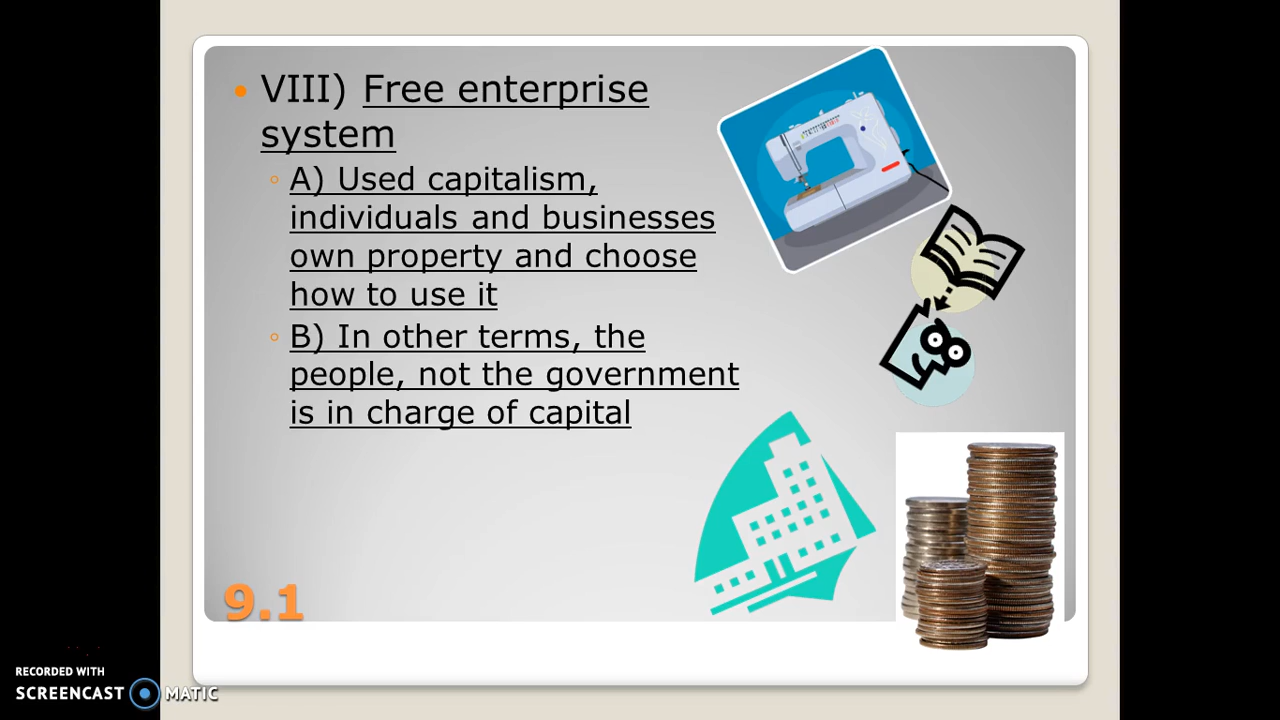 VIII) Free enterprise
system
A) Used capitalism,
individuals and businesses
own property and choose
how to use it
B) In other terms, the
people, not the government
is in charge of capital
9.1
RECORDED WITH
SCREENCAST MATIC